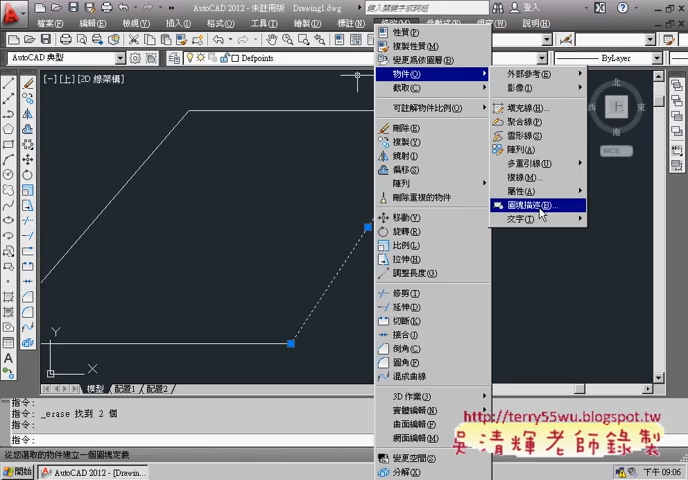 AutoCAD 2012 - 未註冊版 Drawing1.dwg
鍵入關鍵字或片語
登入
檔案(F) 編輯(E) 檢視(V) 插入(I) 格式(O) 工具(T) 繪製(D) 標註(N) 修改(M) 參數式(P) 視窗(W) 說明(H)
AutoCAD 典型
Defpoints
ByLayer
[-] [上] [2D 線架構]
性質(P)
複製性質(M)
變更為依圖層(B)
物件(O)
截取(C)
可註解物件比例(O)
刪除(E)
複製(Y)
鏡射(I)
偏移(S)
陣列
刪除重複的物件
移動(V)
旋轉(R)
比例(L)
拉伸(H)
調整長度(G)
修剪(T)
延伸(D)
切斷(K)
接合(J)
倒角(C)
圓角(F)
混成曲線
3D 作業(3)
實體編輯(N)
曲面編輯(F)
網面編輯(M)
變更空間(S)
分解(X)
外部參考(E)
影像(I)
填充線(H)...
聚合線(P)
雲形線(S)
陣列(A)
多重引線(U)
複線(M)...
屬性(A)
圖塊描述(B)...
文字(T)
北
西
上
東
南
WCS
Y
X
模型 配置1 配置2
指令:
指令: _erase 找到 2 個
指令:
指令:
http://terry55wu.blogspot.tw
吳清輝老師錄製
從您選取的物件建立一個圖塊定義
開始
AutoCAD 2012 - [Drawin...
下午 09:06